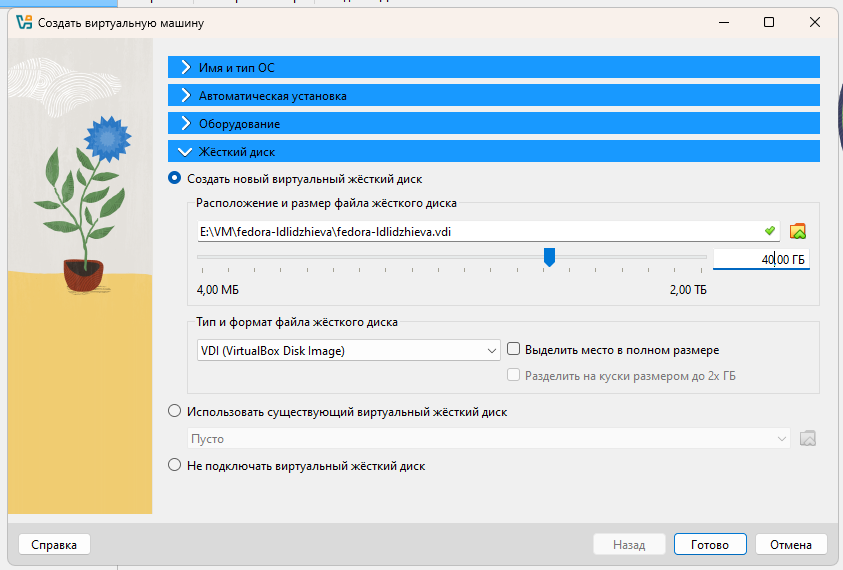 Создать виртуальную машину
Имя и тип ОС
Автоматическая установка
Оборудование
Жёсткий диск
Создать новый виртуальный жёсткий диск
Расположение и размер файла жёсткого диска
E:\VM\fedora-ldlidzhieva\fedora-ldlidzhieva.vdi
40,00 ГБ
4,00 МБ 2,00 ТБ
Тип и формат файла жёсткого диска
VDI (VirtualBox Disk Image) Выделить место в полном размере
Разделить на куски размером до 2х ГБ
Использовать существующий виртуальный жёсткий диск
Пусто
Не подключать виртуальный жёсткий диск
Справка Назад Готово Отмена